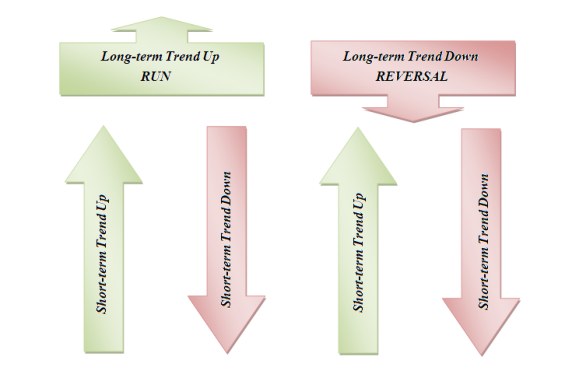 Long-term Trend Up
RUN
Long-term Trend Down
REVERSAL
Short-term Trend Up
Short-term Trend Down
Short-term Trend Up
Short-term Trend Down